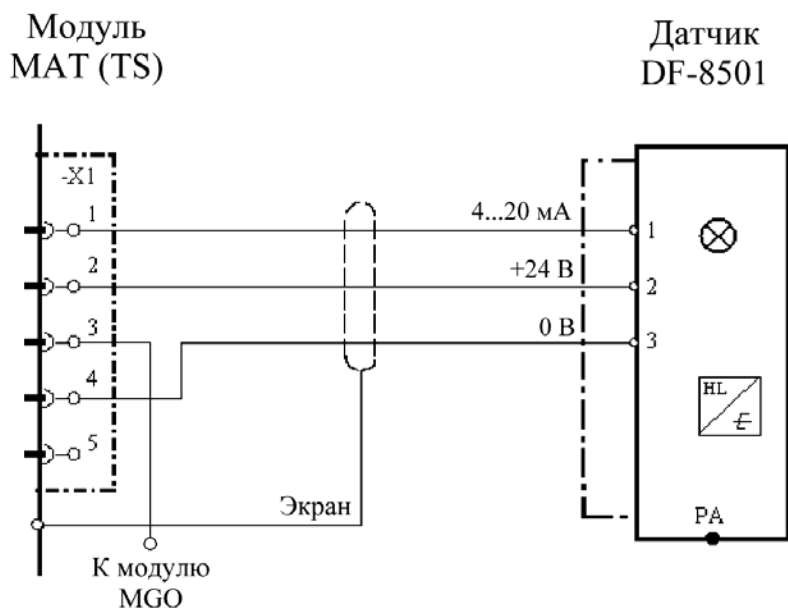 Модуль
MAT (TS)
Датчик
DF-8501
-X1
1
4...20 мА
1
2
+24 В
2
3
0 В
3
4
HL
E
5
Экран
PA
К модулю
MGO